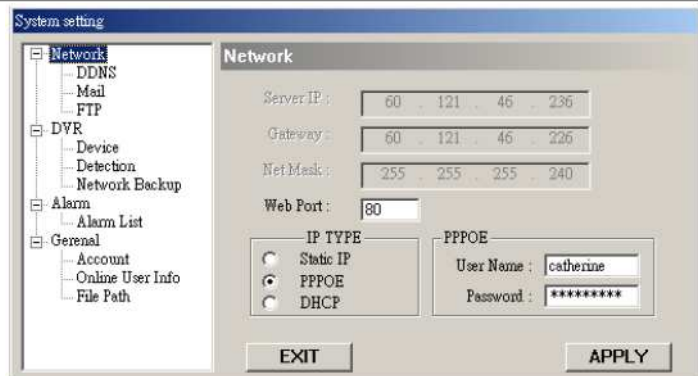 System setting
Network
DDNS
Mail
FTP
DVR
Device
Detection
Network Backup
Alarm
Alarm List
Gerenal
Account
Online User Info
File Path
Network
Server IP : 60 . 121 . 46 . 236
Gateway : 60 . 121 . 46 . 226
Net Mask : 255 . 255 . 255 . 240
Web Port : 80
IP TYPE
Static IP
PPPOE
DHCP
PPPOE
User Name : catherine
Password : *********
EXIT
APPLY